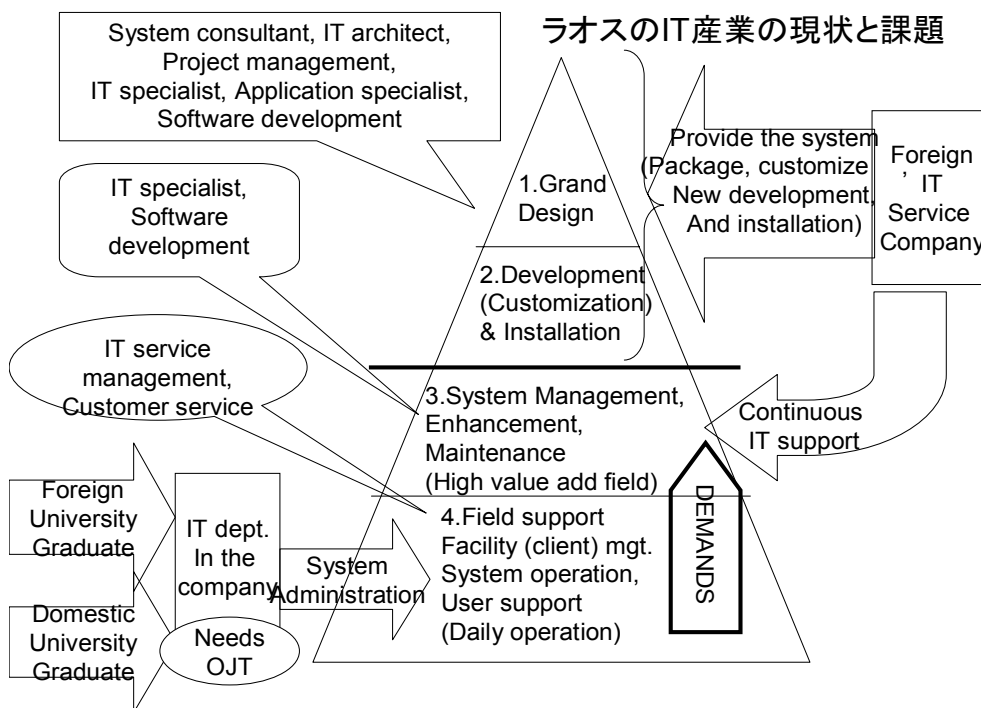 ラオスのIT産業の現状と課題
System consultant, IT architect,
Project management,
IT specialist, Application specialist,
Software development
IT specialist,
Software
development
IT service
management,
Customer service
Foreign
University
Graduate
Domestic
University
Graduate
IT dept.
In the
company
Needs
OJT
System
Administration
1.Grand
Design
2.Development
(Customization)
& Installation
3.System Management,
Enhancement,
Maintenance
(High value add field)
4.Field support
Facility (client) mgt.
System operation,
User support
(Daily operation)
DEMANDS
Provide the system
(Package, customize
,
New development,
And installation)
Foreign
IT
Service
Company
Continuous
IT support